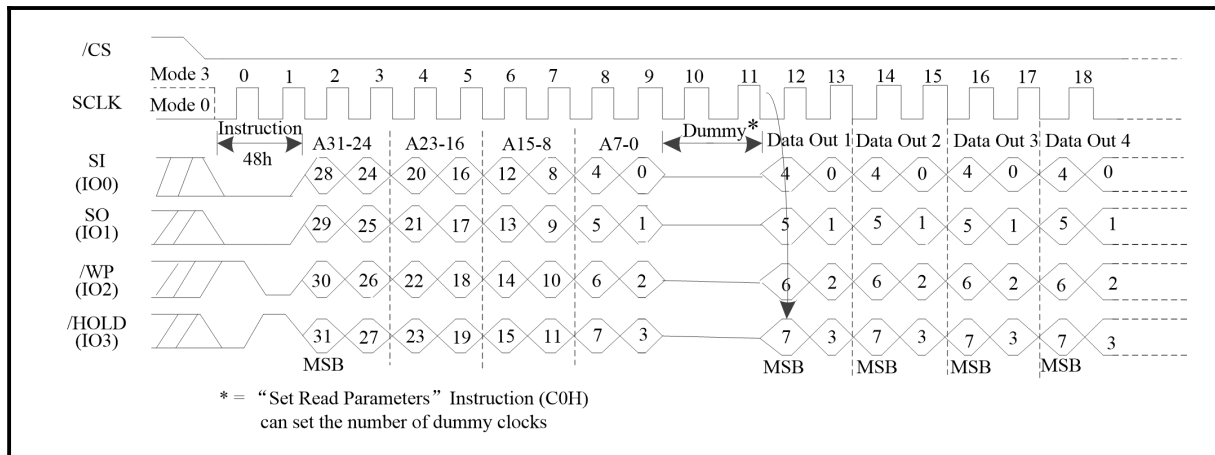 /CS
Mode 3 0 1 2 3 4 5 6 7 8 9 10 11 12 13 14 15 16 17 18
SCLK Mode 0
Instruction A31-24 A23-16 A15-8 A7-0 Dummy* Data Out 1 Data Out 2 Data Out 3 Data Out 4
48h
SI
(IO0) 28 24 20 16 12 8 4 0 4 0 4 0 4 0 4 0
SO
(IO1) 29 25 21 17 13 9 5 1 5 1 5 1 5 1 5 1
/WP
(IO2) 30 26 22 18 14 10 6 2 6 2 6 2 6 2 6 2
/HOLD
(IO3) 31 27 23 19 15 11 7 3 7 3 7 3 7 3 7 3
MSB MSB MSB MSB MSB
* = “Set Read Parameters” Instruction (C0H)
can set the number of dummy clocks